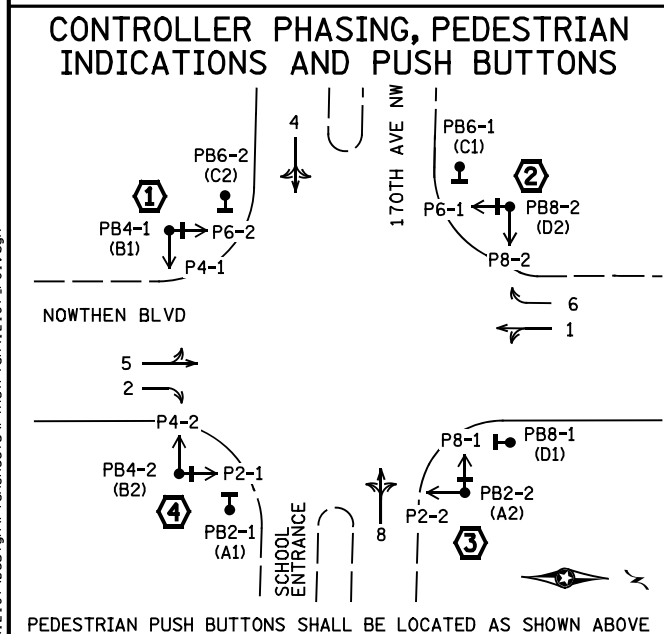 CONTROLLER PHASING, PEDESTRIAN
INDICATIONS AND PUSH BUTTONS
170TH AVE NW
4
PB6-2
(C2)
PB6-1
(C1)
1
2
PB4-1
(B1)
P6-2
P6-1
PB8-2
(D2)
P4-1
P8-2
NOWTHEN BLVD
6
1
5
2
P4-2
P8-1
PB8-1
(D1)
PB4-2
(B2)
P2-1
PB2-2
(A2)
4
PB2-1
(A1)
SCHOOL
ENTRANCE
8
P2-2
3
PEDESTRIAN PUSH BUTTONS SHALL BE LOCATED AS SHOWN ABOVE